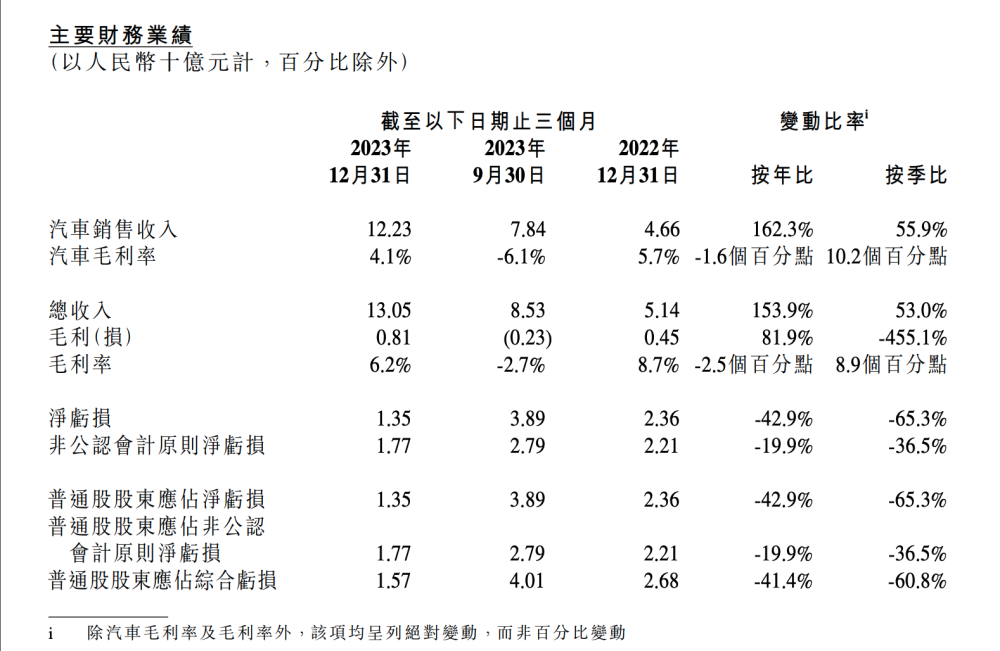 主要財務業績
(以人民幣十億元計，百分比除外)
截至以下日期止三個月 變動比率i
2023年 2023年 2022年
12月31日 9月30日 12月31日 按年比 按季比
汽車銷售收入 12.23 7.84 4.66 162.3% 55.9%
汽車毛利率 4.1% -6.1% 5.7% -1.6個百分點 10.2個百分點
總收入 13.05 8.53 5.14 153.9% 53.0%
毛利(損) 0.81 (0.23) 0.45 81.9% -455.1%
毛利率 6.2% -2.7% 8.7% -2.5個百分點 8.9個百分點
淨虧損 1.35 3.89 2.36 -42.9% -65.3%
非公認會計原則淨虧損 1.77 2.79 2.21 -19.9% -36.5%
普通股股東應佔淨虧損 1.35 3.89 2.36 -42.9% -65.3%
普通股股東應佔非公認
會計原則淨虧損 1.77 2.79 2.21 -19.9% -36.5%
普通股股東應佔綜合虧損 1.57 4.01 2.68 -41.4% -60.8%
i 除汽車毛利率及毛利率外，該項均呈列絕對變動，而非百分比變動